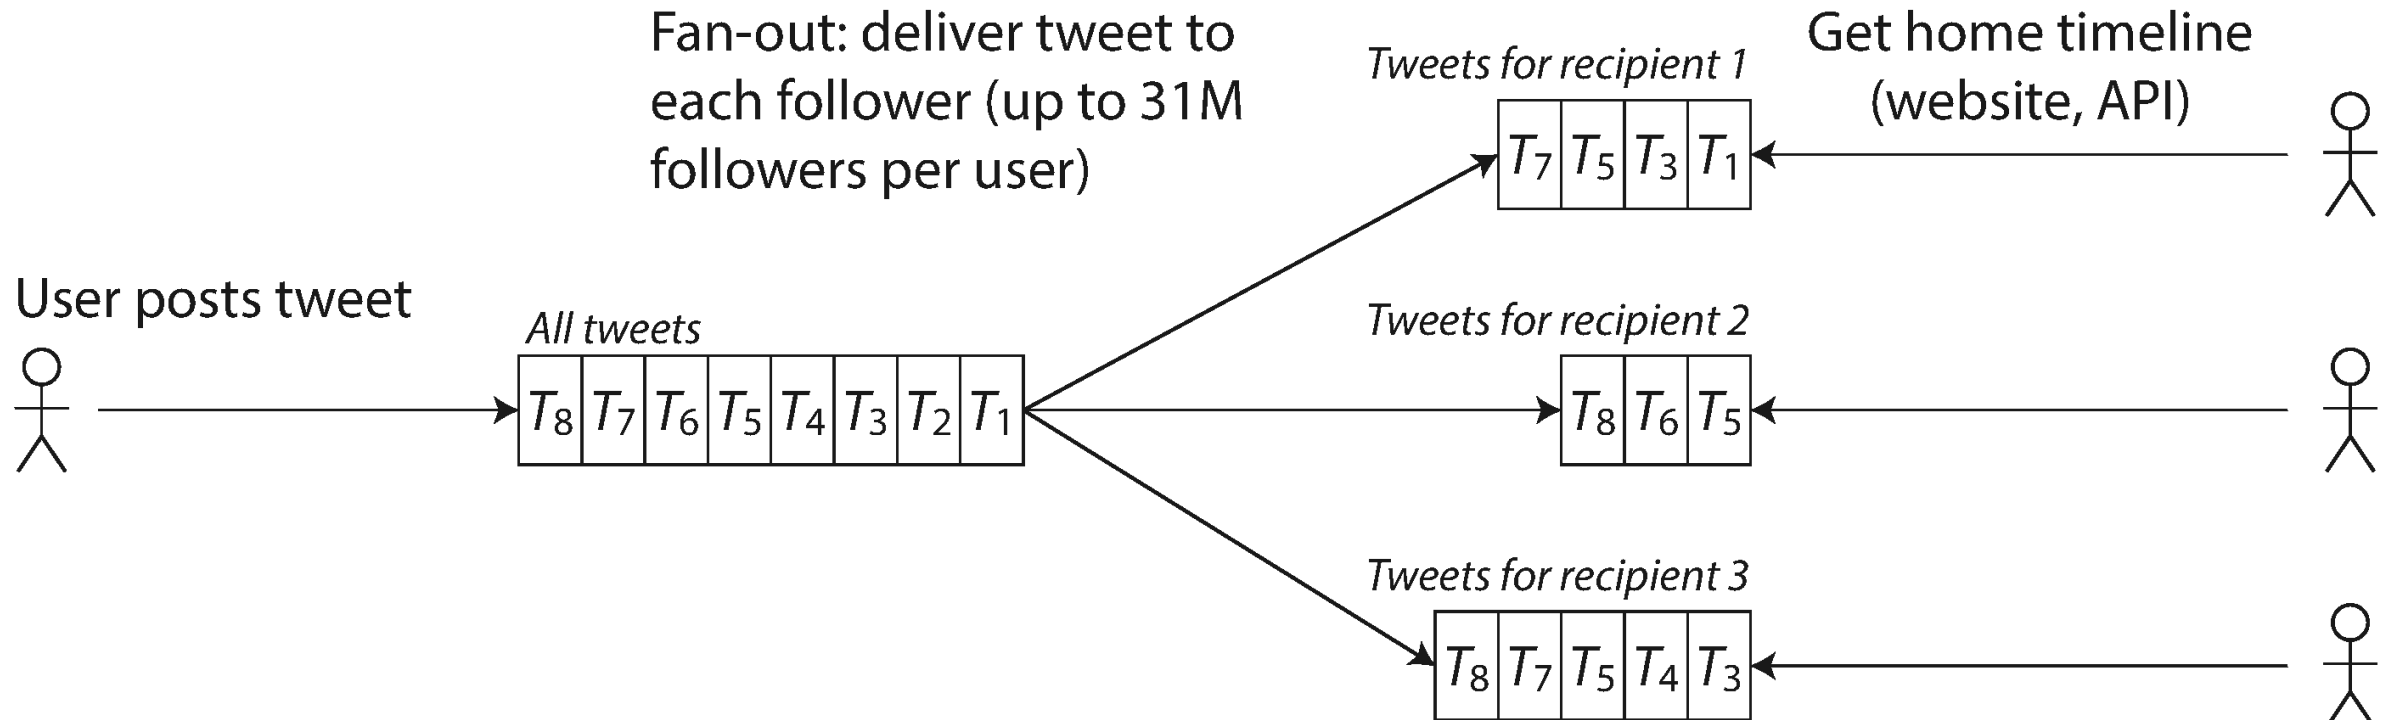 Fan-out: deliver tweet to
each follower (up to 31M
followers per user)
Get home timeline
(website, API)
User posts tweet
All tweets
T8 T7 T6 T5 T4 T3 T2 T1
Tweets for recipient 1
T7 T5 T3 T1
Tweets for recipient 2
T8 T6 T5
Tweets for recipient 3
T8 T7 T5 T4 T3